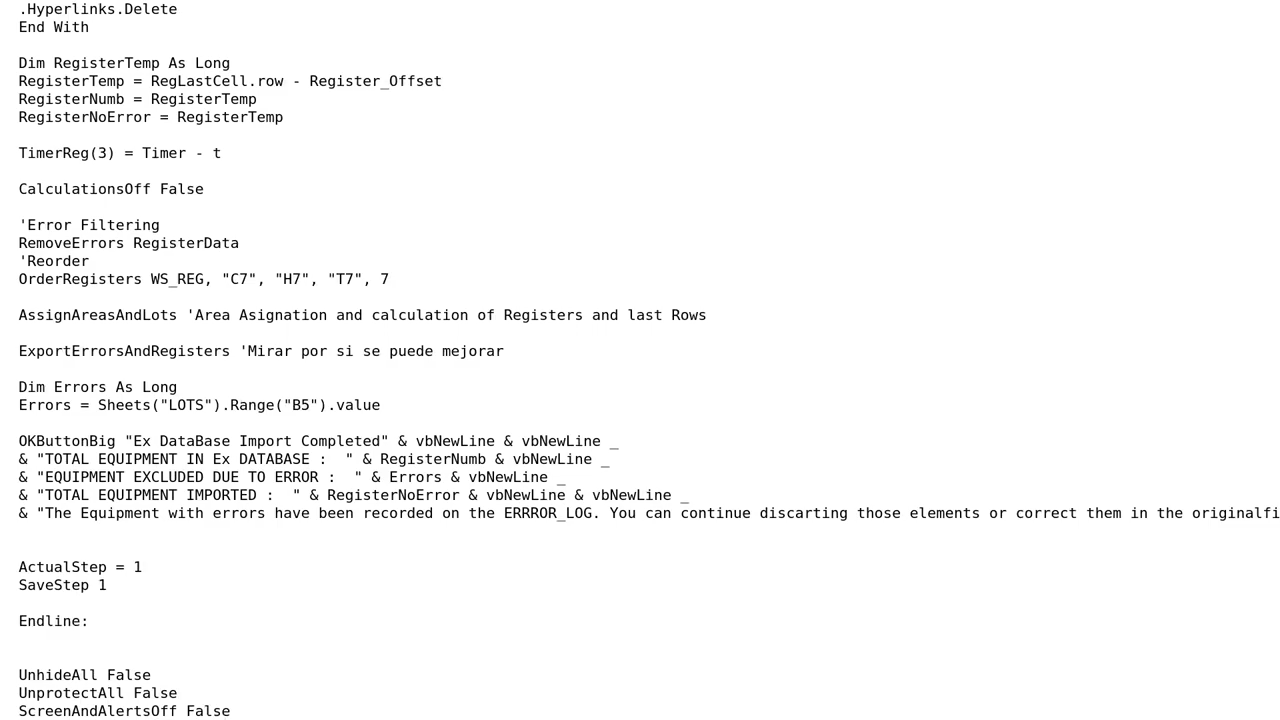 .Hyperlinks.Delete
End With
Dim RegisterTemp As Long
RegisterTemp = RegLastCell.row - Register_Offset
RegisterNumb = RegisterTemp
RegisterNoError = RegisterTemp
TimerReg(3) = Timer - t
CalculationsOff False
'Error Filtering
RemoveErrors RegisterData
'Reorder
OrderRegisters WS_REG, "C7", "H7", "T7", 7
AssignAreasAndLots 'Area Asignation and calculation of Registers and last Rows
ExportErrorsAndRegisters 'Mirar por si se puede mejorar
Dim Errors As Long
Errors = Sheets("LOTS").Range("B5").value
OKButtonBig "Ex DataBase Import Completed" & vbNewLine & vbNewLine _
& "TOTAL EQUIPMENT IN Ex DATABASE :  " & RegisterNumb & vbNewLine _
& "EQUIPMENT EXCLUDED DUE TO ERROR :  " & Errors & vbNewLine _
& "TOTAL EQUIPMENT IMPORTED :  " & RegisterNoError & vbNewLine & vbNewLine _
& "The Equipment with errors have been recorded on the ERRROR_LOG. You can continue discarting those elements or correct them in the originalfi
ActualStep = 1
SaveStep 1
Endline:
UnhideAll False
UnprotectAll False
ScreenAndAlertsOff False